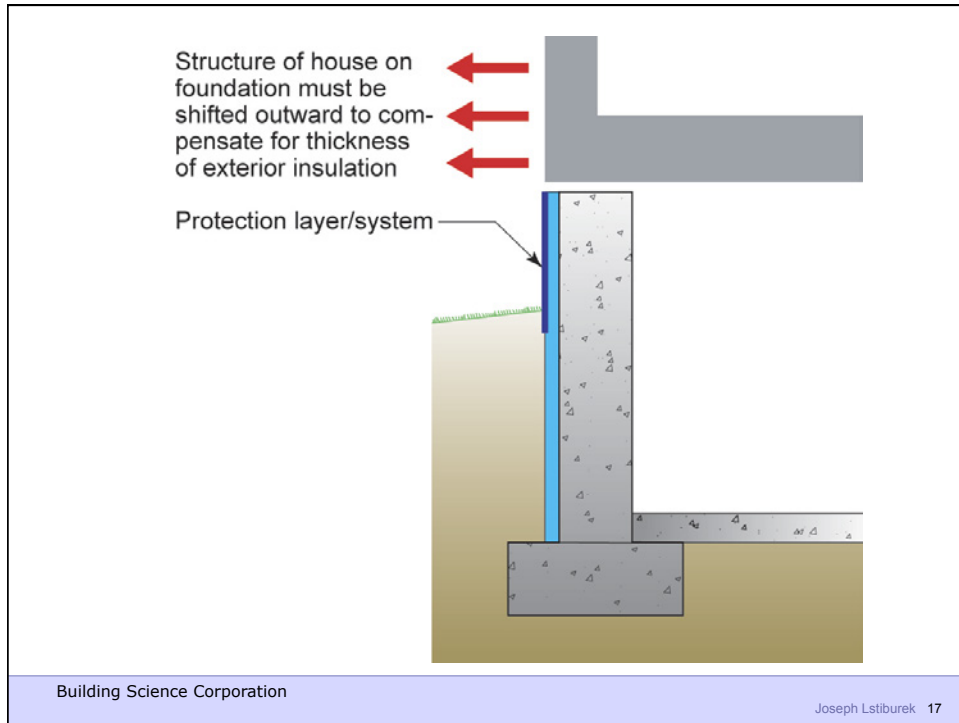 Structure of house on
foundation must be
shifted outward to com-
pensate for thickness
of exterior insulation
Protection layer/system
Building Science Corporation
Joseph Lstiburek 17